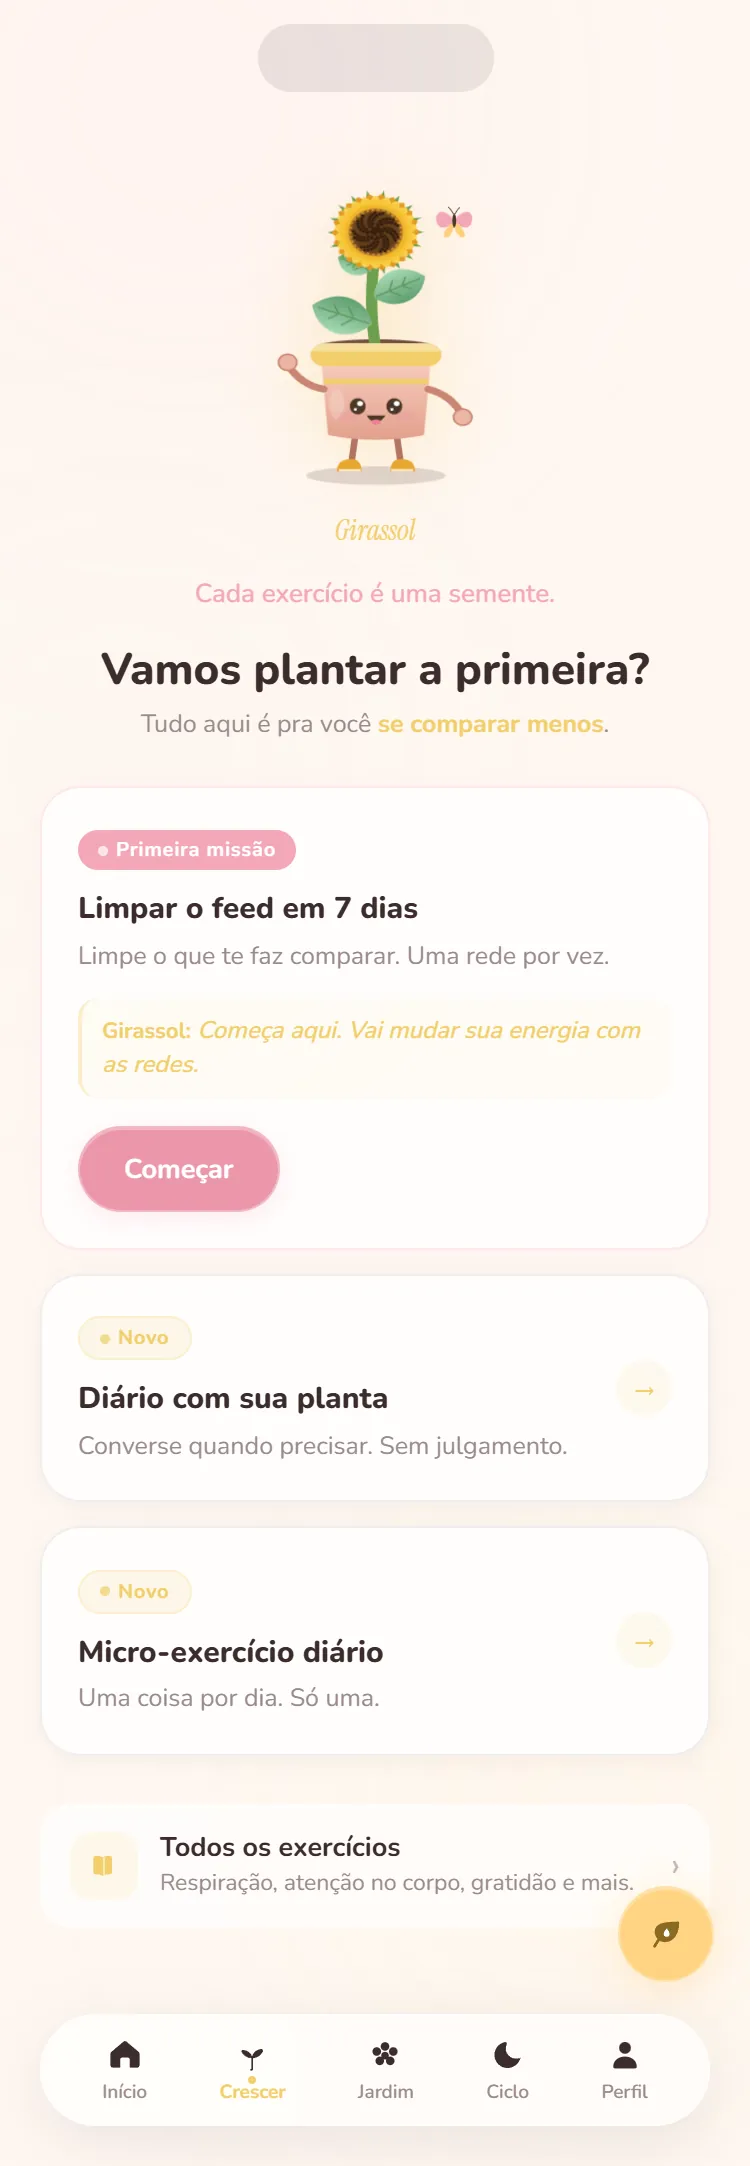 Girassol
Cada exercício é uma semente.
Vamos plantar a primeira?
Tudo aqui é pra você se comparar menos.
Primeira missão
Limpar o feed em 7 dias
Limpe o que te faz comparar. Uma rede por vez.
Girassol: Começa aqui. Vai mudar sua energia com
as redes.
Começar
Novo
Diário com sua planta
→
Converse quando precisar. Sem julgamento.
Novo
Micro-exercício diário
→
Uma coisa por dia. Só uma.
Todos os exercícios
Respiração, atenção no corpo, gratidão e mais.
›
Início
Crescer
Jardim
Ciclo
Perfil